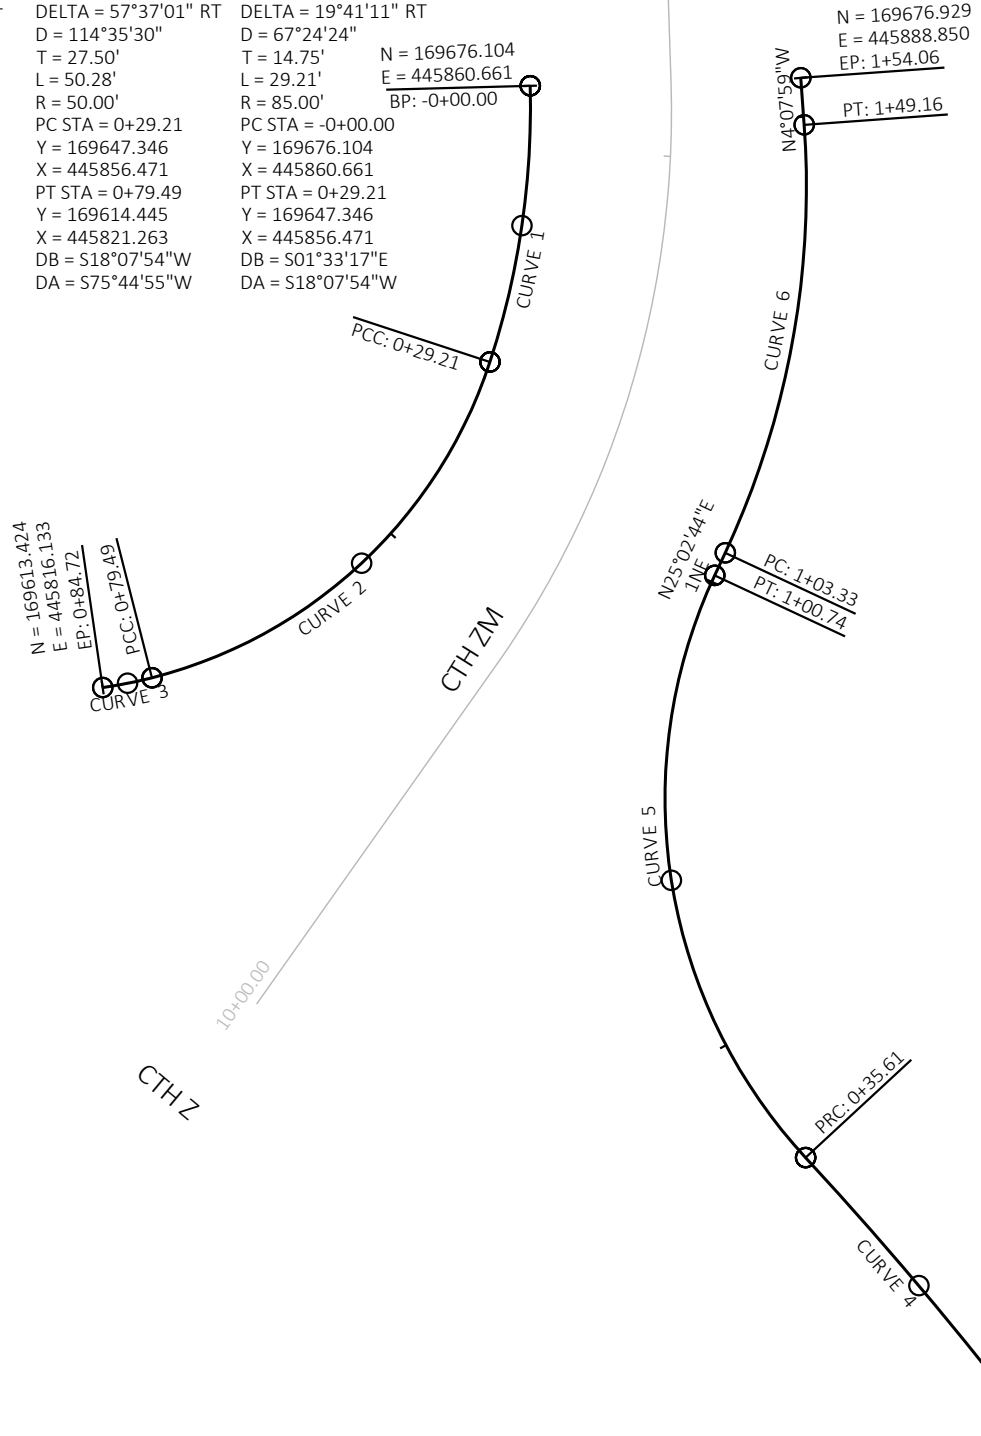 DELTA = 57°37'01" RT
D = 114°35'30"
T = 27.50'
L = 50.28'
R = 50.00'
PC STA = 0+29.21
Y = 169647.346
X = 445856.471
PT STA = 0+79.49
Y = 169614.445
X = 445821.263
DB = S18°07'54"W
DA = S75°44'55"W
DELTA = 19°41'11" RT
D = 67°24'24"
T = 14.75'
L = 29.21'
R = 85.00'
PC STA = -0+00.00
Y = 169676.104
X = 445860.661
PT STA = 0+29.21
Y = 169647.346
X = 445856.471
DB = S01°33'17"E
DA = S18°07'54"W
N = 169676.104
E = 445860.661
BP: -0+00.00
N = 169676.929
E = 445888.850
EP: 1+54.06
PT: 1+49.16
N4°07'59"W
CURVE 1
CURVE 6
PCC: 0+29.21
N25°02'44"E
1NE
PC: 1+03.33
PT: 1+00.74
N = 169613.424
E = 445816.133
EP: 0+84.72
PCC: 0+79.49
CURVE 2
CURVE 3
CTH ZM
CURVE 5
10+00.00
CTH Z
PRC: 0+35.61
CURVE 4